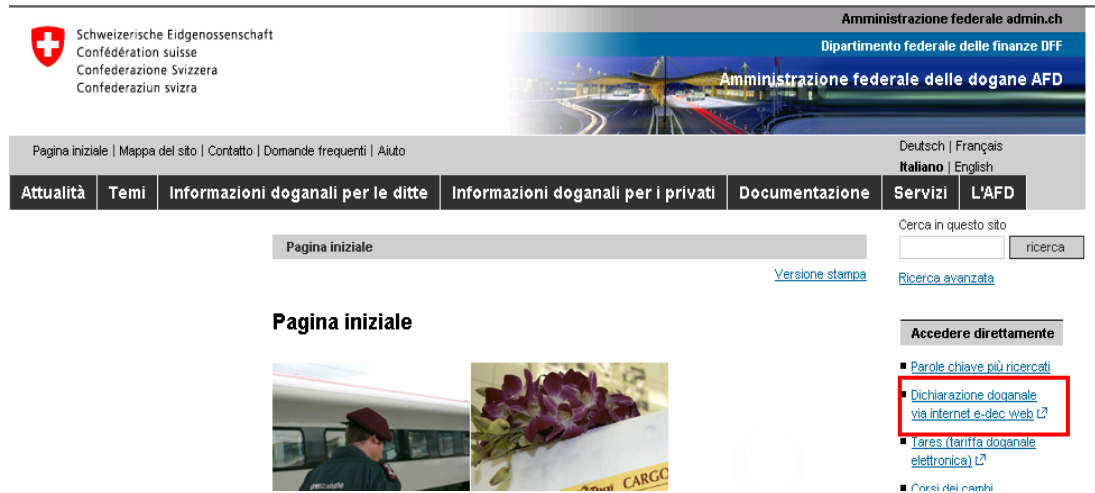 Amministrazione federale admin.ch
Schweizerische Eidgenossenschaft
Confédération suisse
Confederazione Svizzera
Confederaziun svizra
Dipartimento federale delle finanze DFF
Amministrazione federale delle dogane AFD
Pagina iniziale | Mappa del sito | Contatto | Domande frequenti | Aiuto
Deutsch | Français
Italiano | English
Attualità Temi Informazioni doganali per le ditte Informazioni doganali per i privati Documentazione Servizi L'AFD
Cerca in questo sito
ricerca
Pagina iniziale
Versione stampa
Ricerca avanzata
Pagina iniziale
Accedere direttamente
Parole chiave più ricercati
Dichiarazione doganale
via internet e-dec web
Tares (tariffa doganale
elettronica)
Corsi dei cambi
CARGO